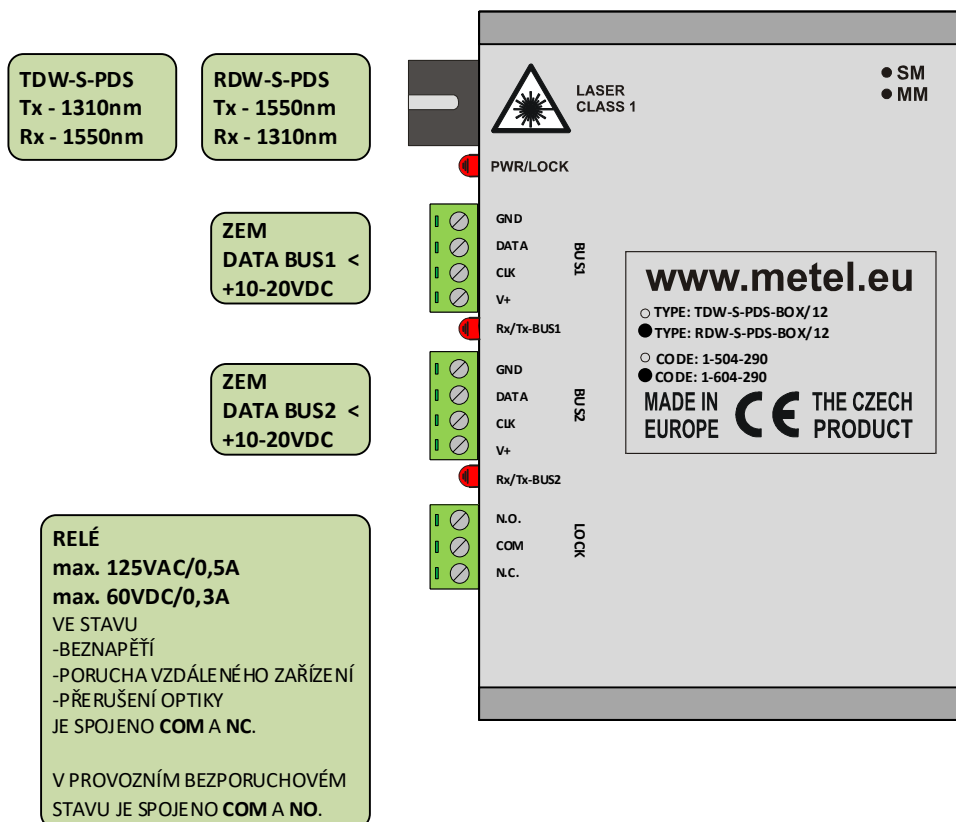 TDW-S-PDS
Tx - 1310nm
Rx - 1550nm
RDW-S-PDS
Tx - 1550nm
Rx - 1310nm
LASER
CLASS 1
SM
MM
PWR/LOCK
ZEM
DATA BUS1 <
+10-20VDC
GND
DATA
CLK
V+
BUS1
Rx/Tx-BUS1
ZEM
DATA BUS2 <
+10-20VDC
GND
DATA
CLK
V+
BUS2
Rx/Tx-BUS2
N.O.
COM
N.C.
LOCK
www.metel.eu
TYPE: TDW-S-PDS-BOX/12
TYPE: RDW-S-PDS-BOX/12
CODE: 1-504-290
CODE: 1-604-290
MADE IN
EUROPE
CE
THE CZECH
PRODUCT
RELÉ
max. 125VAC/0,5A
max. 60VDC/0,3A
VE STAVU
-BEZNAPĚŤÍ
-PORUCHA VZDÁLENÉHO ZAŘÍZENÍ
-PŘERUŠENÍ OPTIKY
JE SPOJENO COM A NC.
V PROVOZNÍM BEZPORUCHOVÉM
STAVU JE SPOJENO COM A NO.